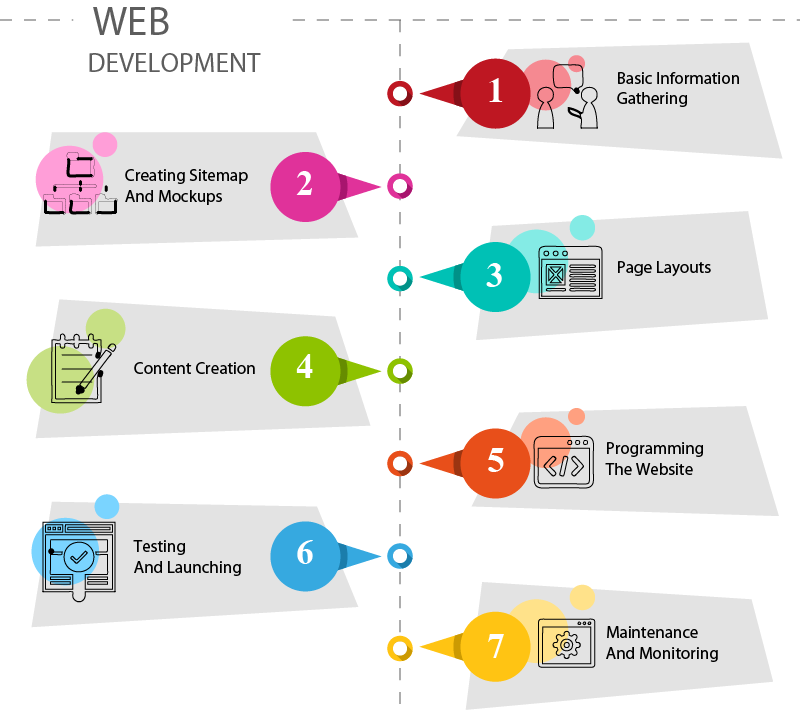 WEB
DEVELOPMENT
1
Basic Information
Gathering
2
Creating Sitemap
And Mockups
3
Page Layouts
4
Content Creation
5
Programming
The Website
6
Testing
And Launching
7
Maintenance
And Monitoring